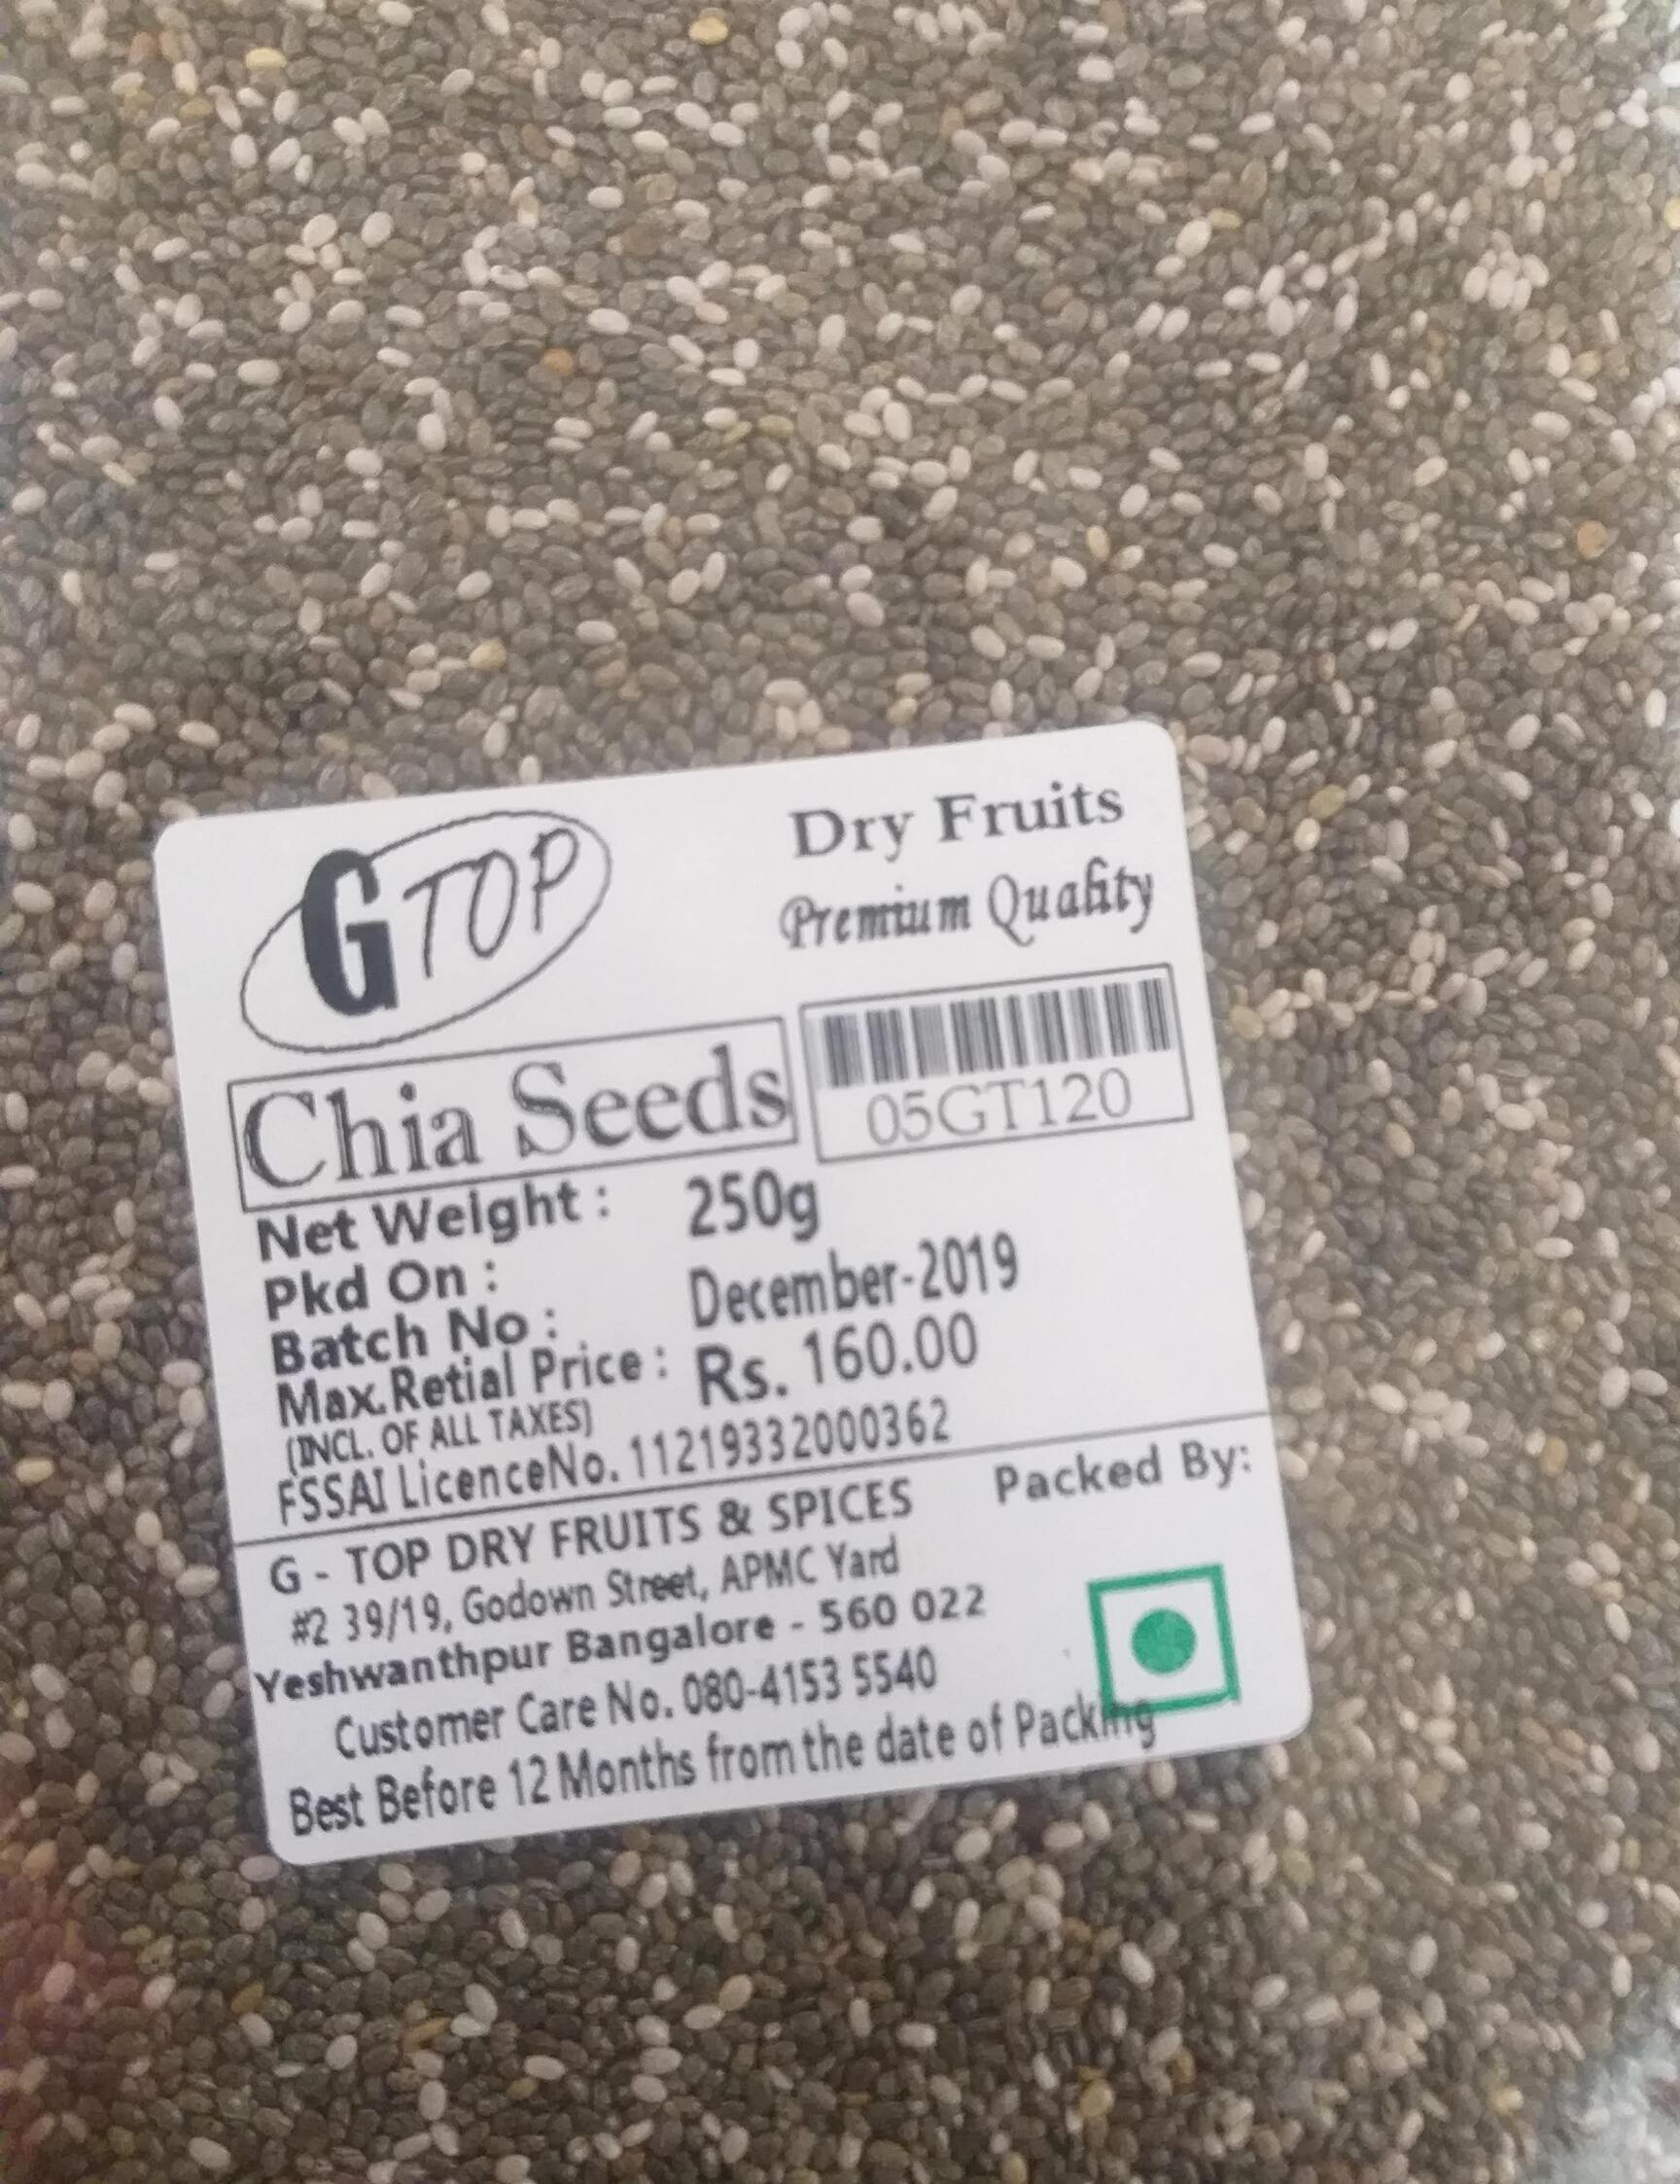 G TOP
Dry Fruits
Premium Quality
Chia Seeds
05GT120
Net Weight : 250g
Pkd On : December-2019
Batch No :
Max.Retial Price : Rs. 160.00
(INCL. OF ALL TAXES)
FSSAI LicenceNo. 11219332000362
Packed By:
G - TOP DRY FRUITS & SPICES
#2 39/19, Godown Street, APMC Yard
Yeshwanthpur Bangalore - 560 022
Customer Care No. 080-4153 5540
Best Before 12 Months from the date of Packing